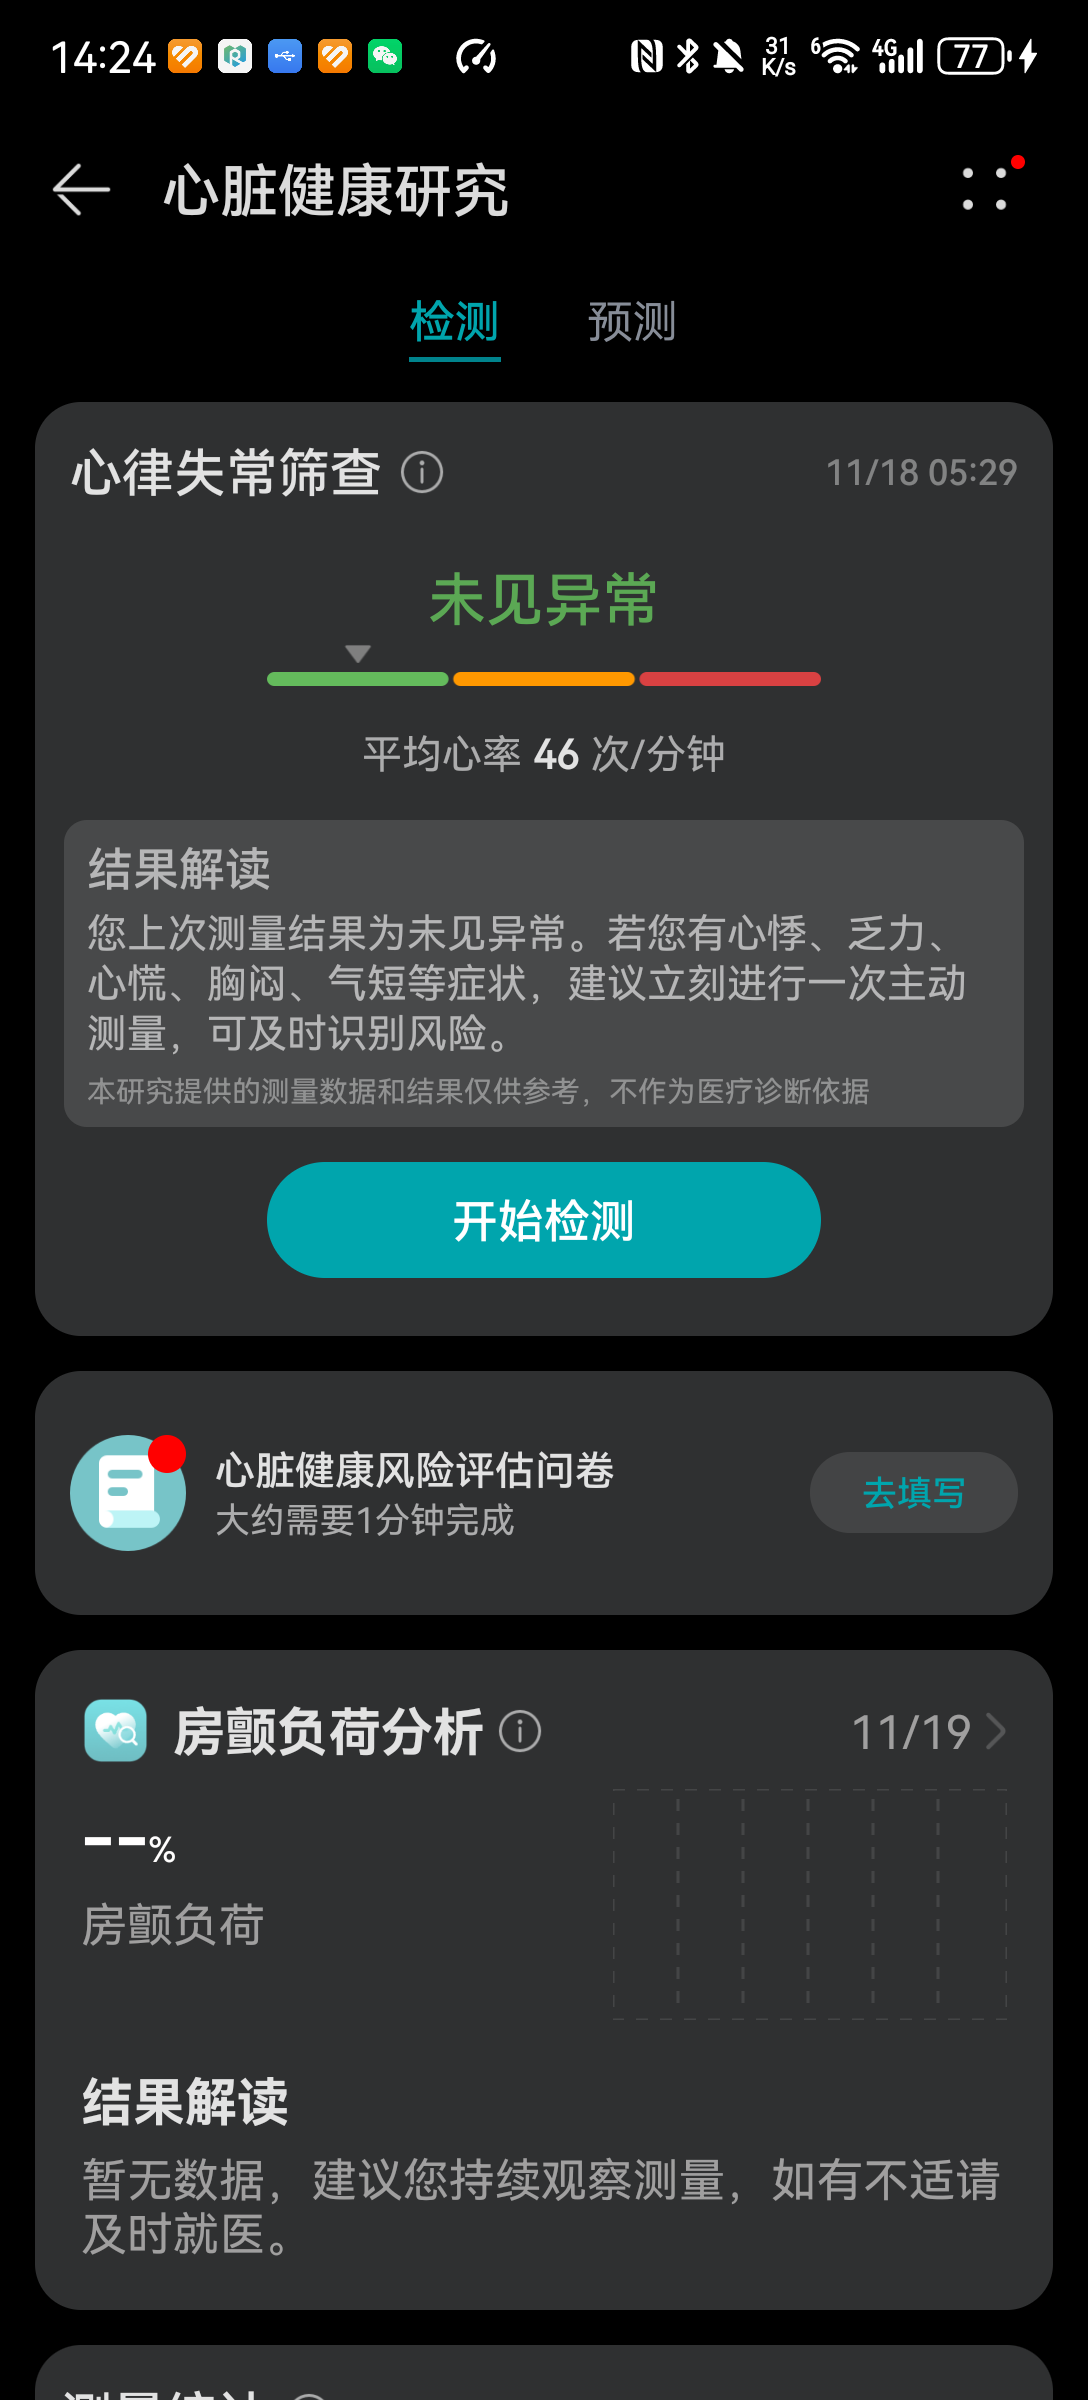 14:24
31 K/s
6
4G
77
心脏健康研究
检测 预测
心律失常筛查 11/18 05:29
未见异常
平均心率 46 次/分钟
结果解读
您上次测量结果为未见异常。若您有心悸、乏力、
心慌、胸闷、气短等症状，建议立刻进行一次主动
测量，可及时识别风险。
本研究提供的测量数据和结果仅供参考，不作为医疗诊断依据
开始检测
心脏健康风险评估问卷
大约需要1分钟完成
去填写
房颤负荷分析 11/19
--%
房颤负荷
结果解读
暂无数据，建议您持续观察测量，如有不适请
及时就医。